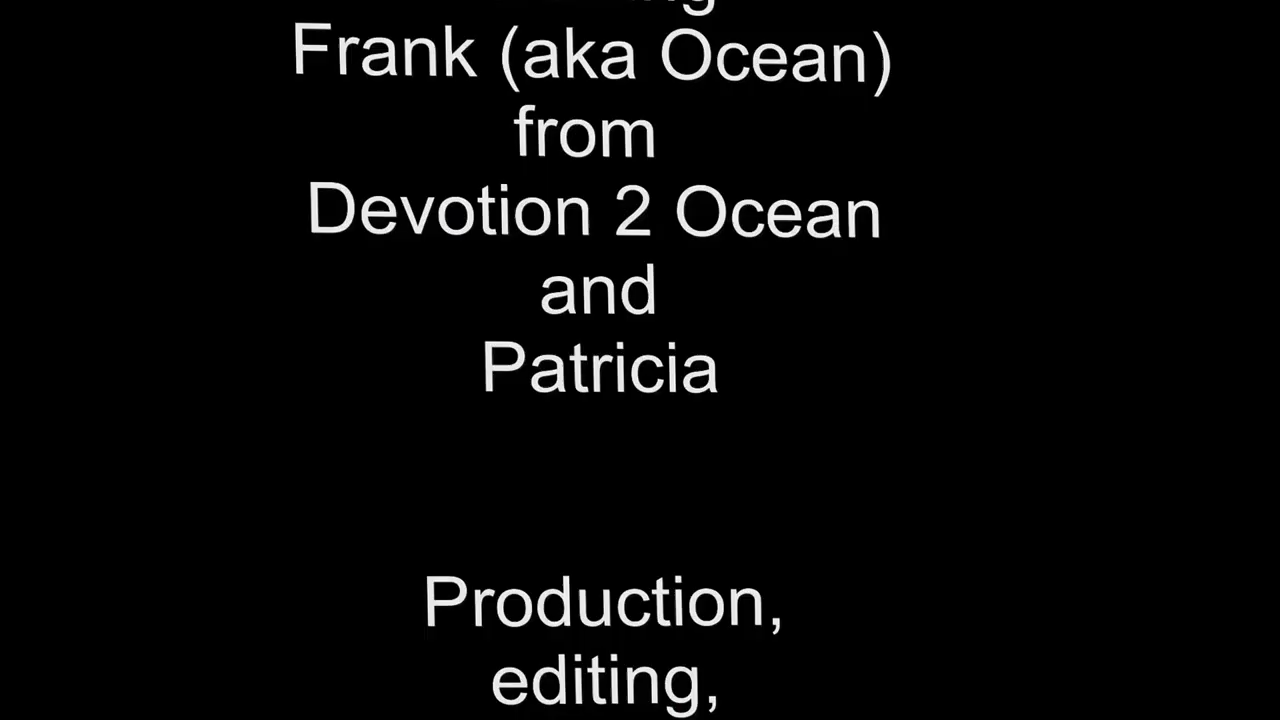 Frank (aka Ocean)
from
Devotion 2 Ocean
and
Patricia
Production,
editing,